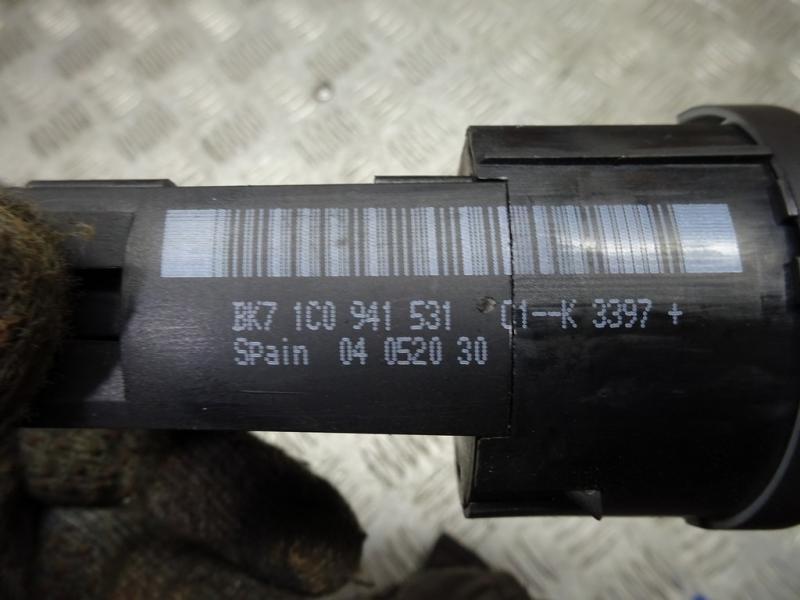 BK7 1C0 941 531 C1--K 3397 +
SPain 04 0520 30